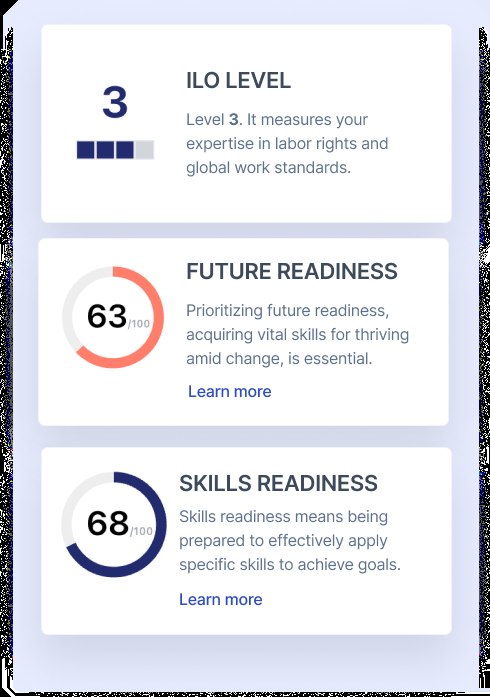 3
ILO LEVEL
Level 3. It measures your
expertise in labor rights and
global work standards.
63/100
FUTURE READINESS
Prioritizing future readiness,
acquiring vital skills for thriving
amid change, is essential.
Learn more
68/100
SKILLS READINESS
Skills readiness means being
prepared to effectively apply
specific skills to achieve goals.
Learn more